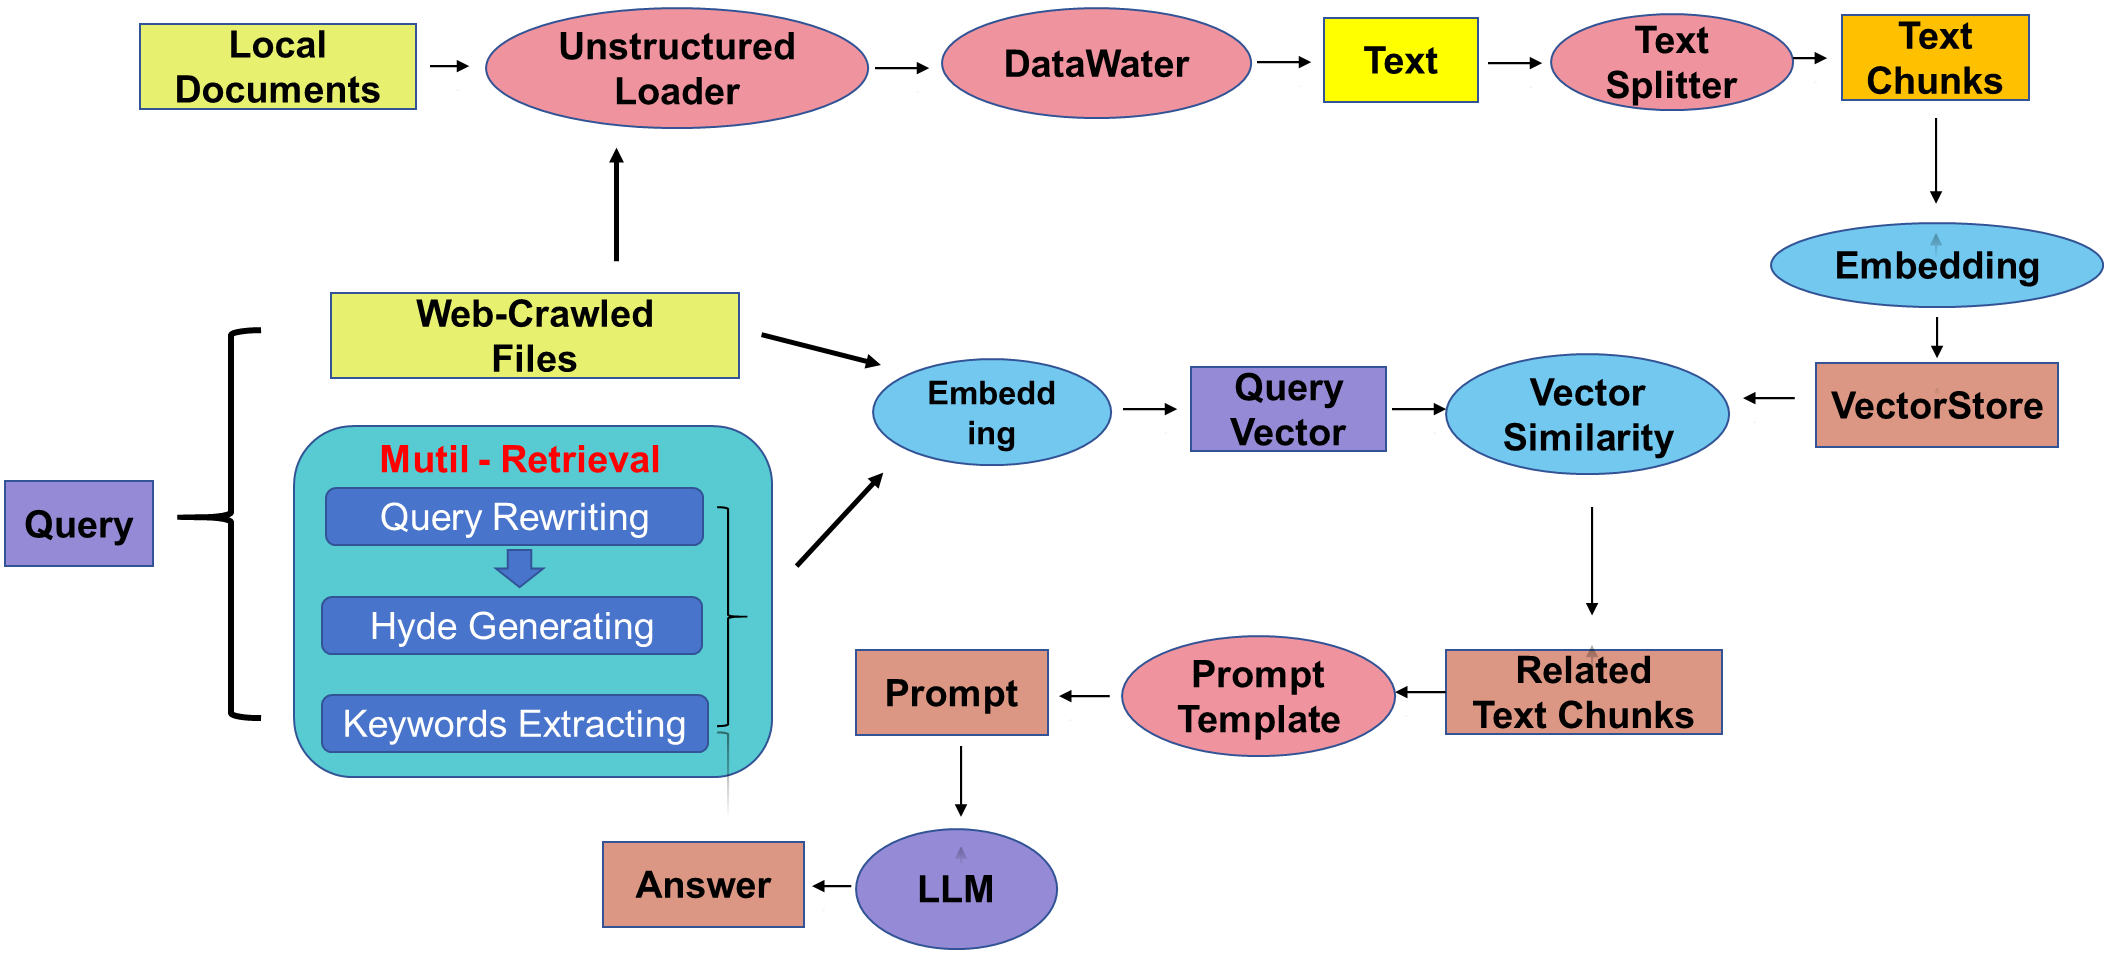 Local
Documents
Unstructured
Loader
DataWater
Text
Text
Splitter
Text
Chunks
Embedding
VectorStore
Web-Crawled
Files
Query
Mutil - Retrieval
Query Rewriting
Hyde Generating
Keywords Extracting
Embedd
ing
Query
Vector
Vector
Similarity
Related
Text Chunks
Prompt
Template
Prompt
LLM
Answer